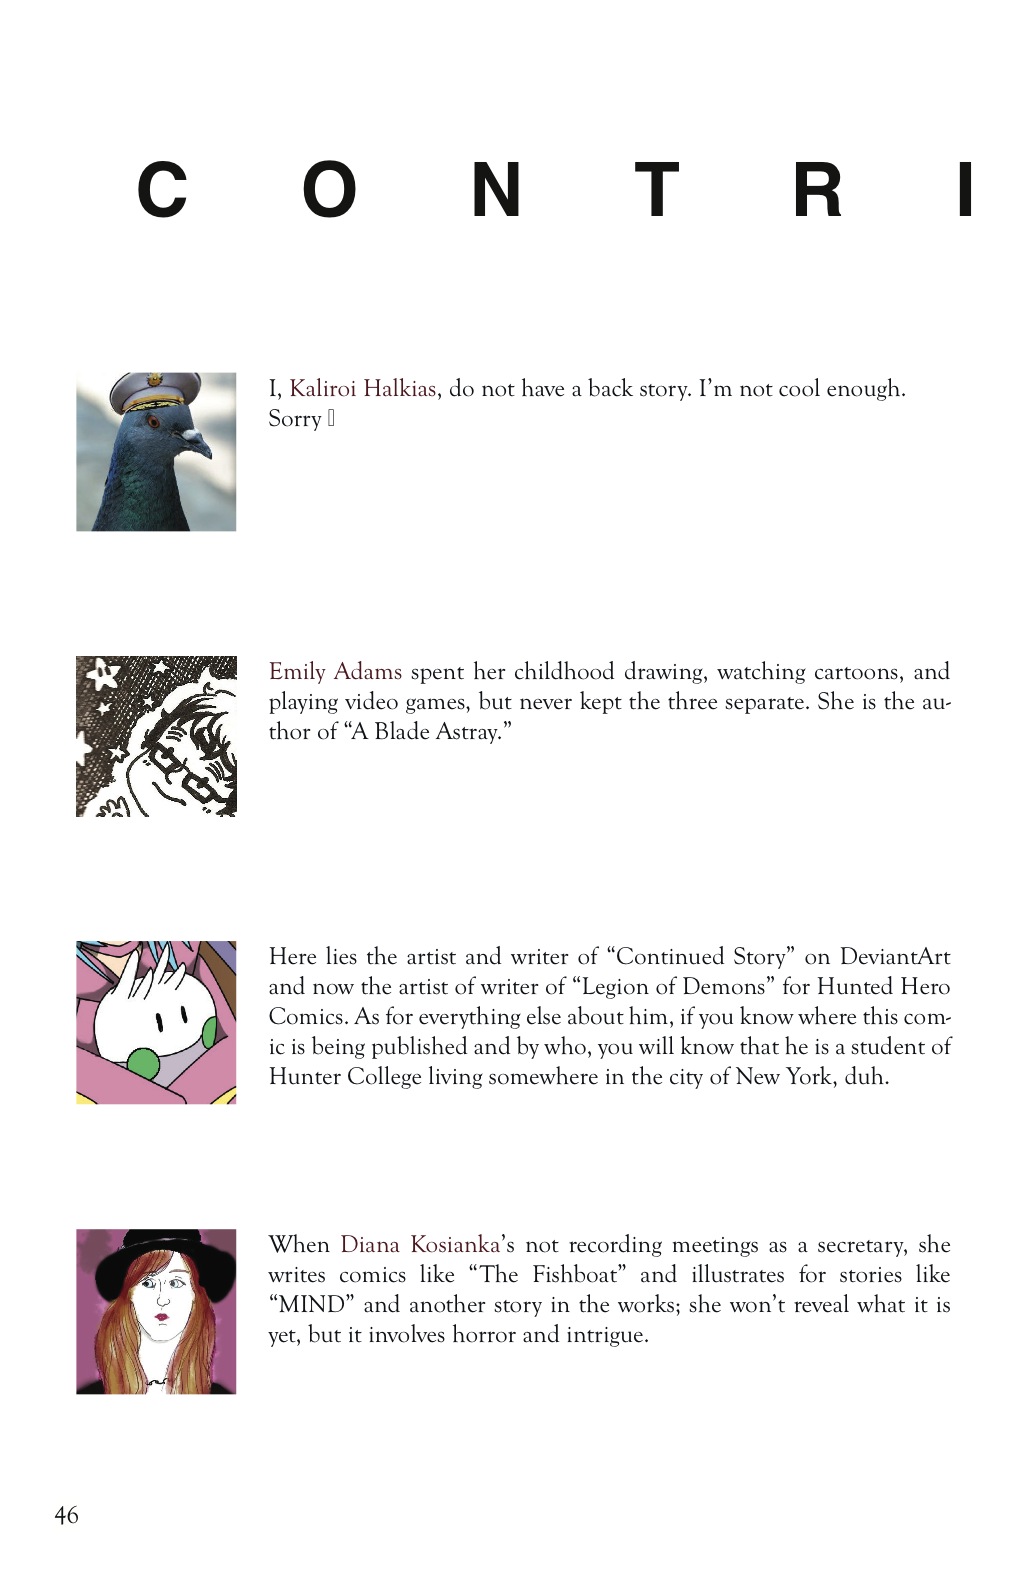 C O N T R I
I, Kaliroi Halkias, do not have a back story. I’m not cool enough.
Sorry
Emily Adams spent her childhood drawing, watching cartoons, and
playing video games, but never kept the three separate. She is the au-
thor of “A Blade Astray.”
Here lies the artist and writer of “Continued Story” on DeviantArt
and now the artist of writer of “Legion of Demons” for Hunted Hero
Comics. As for everything else about him, if you know where this com-
ic is being published and by who, you will know that he is a student of
Hunter College living somewhere in the city of New York, duh.
When Diana Kosianka’s not recording meetings as a secretary, she
writes comics like “The Fishboat” and illustrates for stories like
“MIND” and another story in the works; she won’t reveal what it is
yet, but it involves horror and intrigue.
46